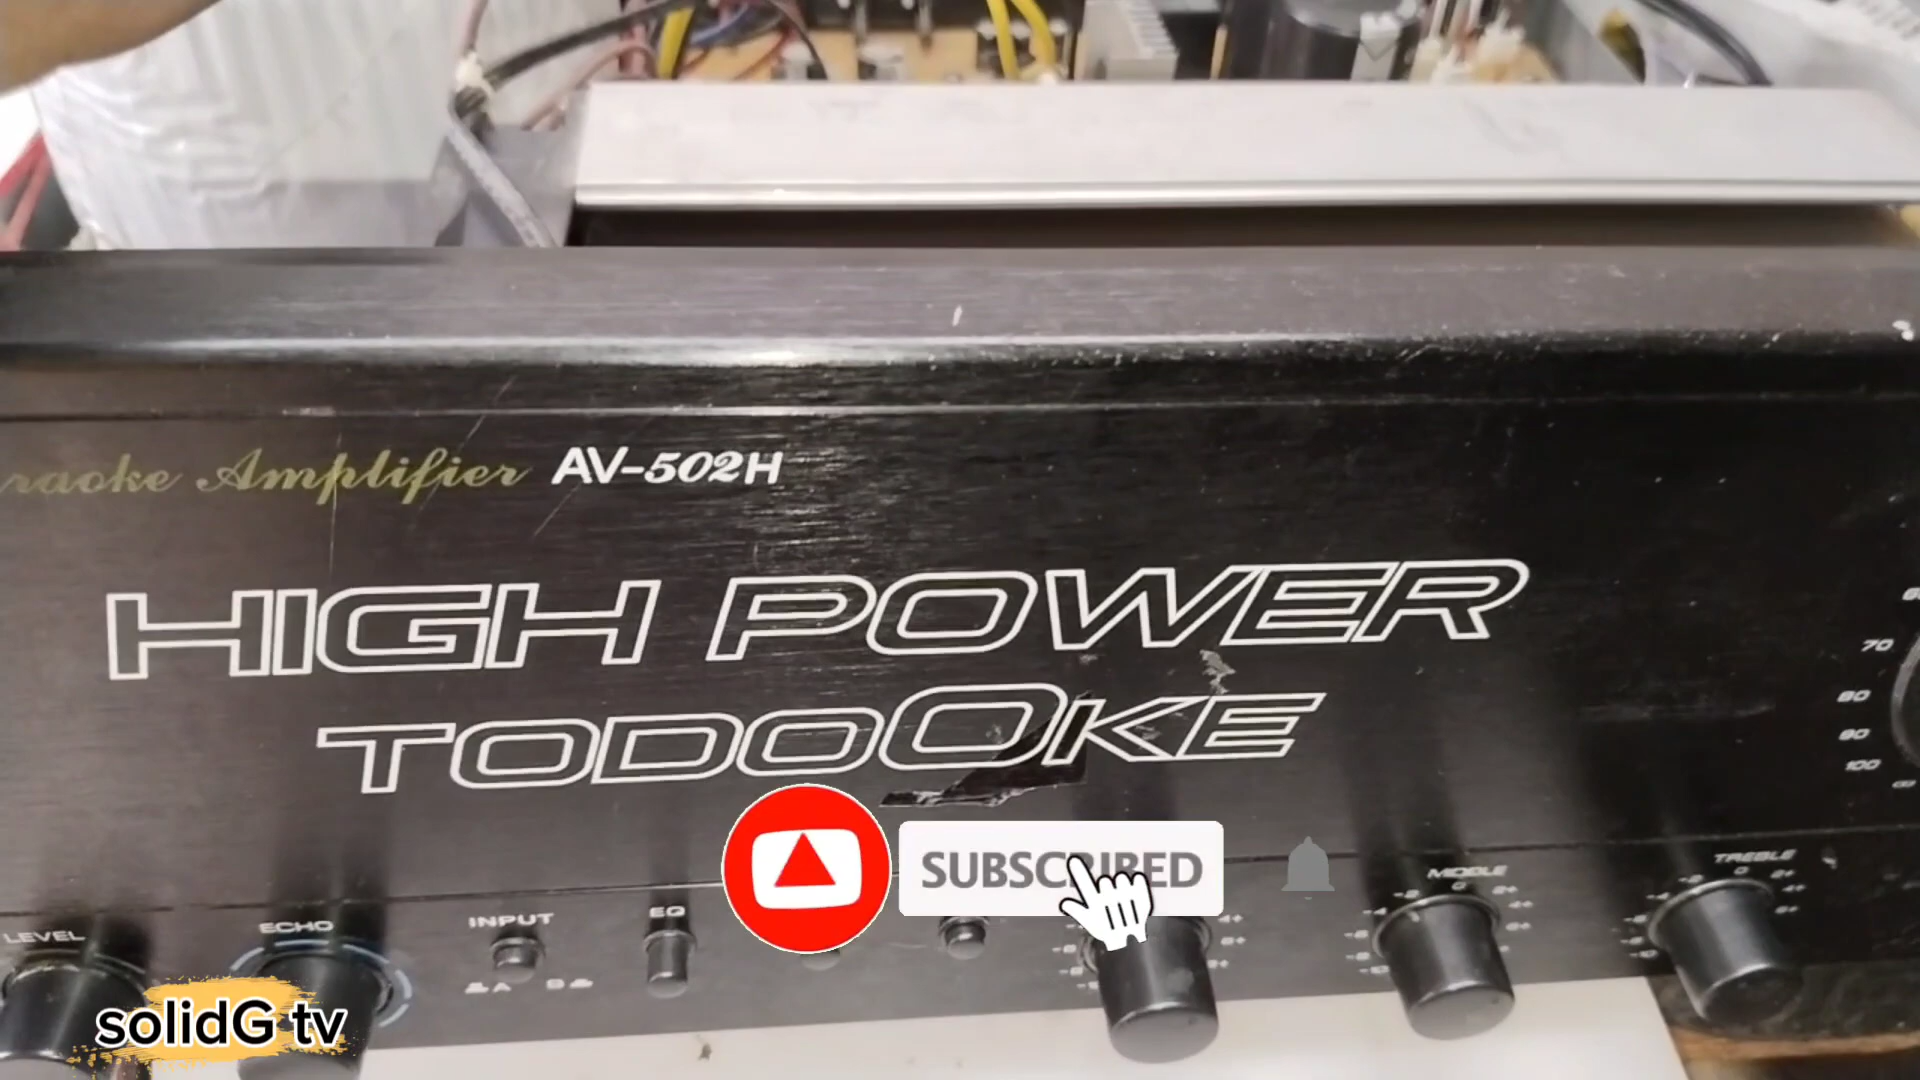 raoke Amplifier AV-502H
HIGH POWER
TODOOKE
70
80
90
100
SUBSCRIBED
LEVEL
ECHO
INPUT
EQ
MIDDLE
TREBLE
A B
solidG tv